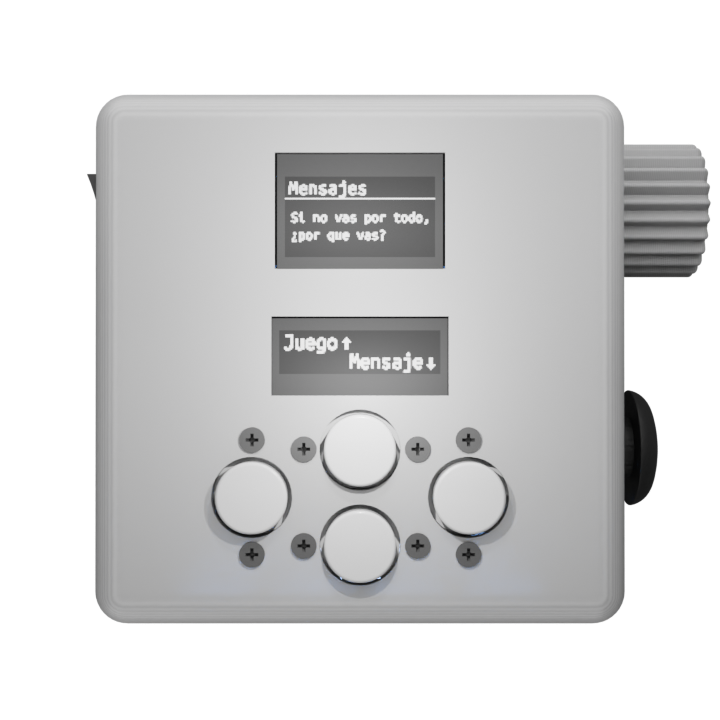 Mensajes
Si no vas por todo,
¿por que vas?
Juego↑
Mensaje↓